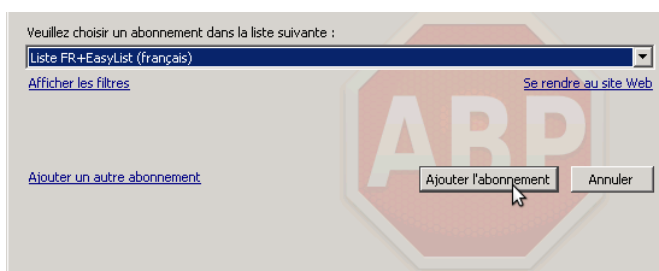 Veuillez choisir un abonnement dans la liste suivante :
Liste FR+EasyList (français)
Afficher les filtres
Se rendre au site Web
ABP
Ajouter un autre abonnement
Ajouter l'abonnement
Annuler